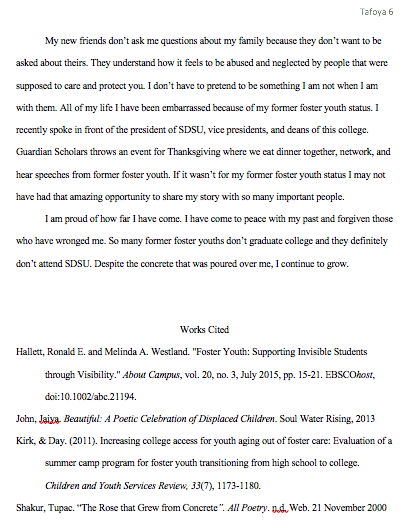 Tafoya 6
My new friends don't ask me questions about my family because they don't want to be
asked about theirs. They understand how it feels to be abused and neglected by people that were
supposed to care and protect you. I don't have to pretend to be something I am not when I am
with them. All of my life I have been embarrassed because of my former foster youth status. I
recently spoke in front of the president of SDSU, vice presidents, and deans of this college.
Guardian Scholars throws an event for Thanksgiving where we eat dinner together, network, and
hear speeches from former foster youth. If it wasn't for my former foster youth status I may not
have had that amazing opportunity to share my story with so many important people.
I am proud of how far I have come. I have come to peace with my past and forgiven those
who have wronged me. So many former foster youths don't graduate college and they definitely
don't attend SDSU. Despite the concrete that was poured over me, I continue to grow.
Works Cited
Hallett, Ronald E. and Melinda A. Westland. "Foster Youth: Supporting Invisible Students
through Visibility." About Campus, vol. 20, no. 3, July 2015, pp. 15-21. EBSCOhost,
doi:10.1002/abc.21194.
John, Jaiya. Beautiful: A Poetic Celebration of Displaced Children. Soul Water Rising, 2013
Kirk, & Day. (2011). Increasing college access for youth aging out of foster care: Evaluation of a
summer camp program for foster youth transitioning from high school to college.
Children and Youth Services Review, 33(7), 1173-1180.
Shakur, Tupac. "The Rose that Grew from Concrete". All Poetry. n.d. Web. 21 November 2000